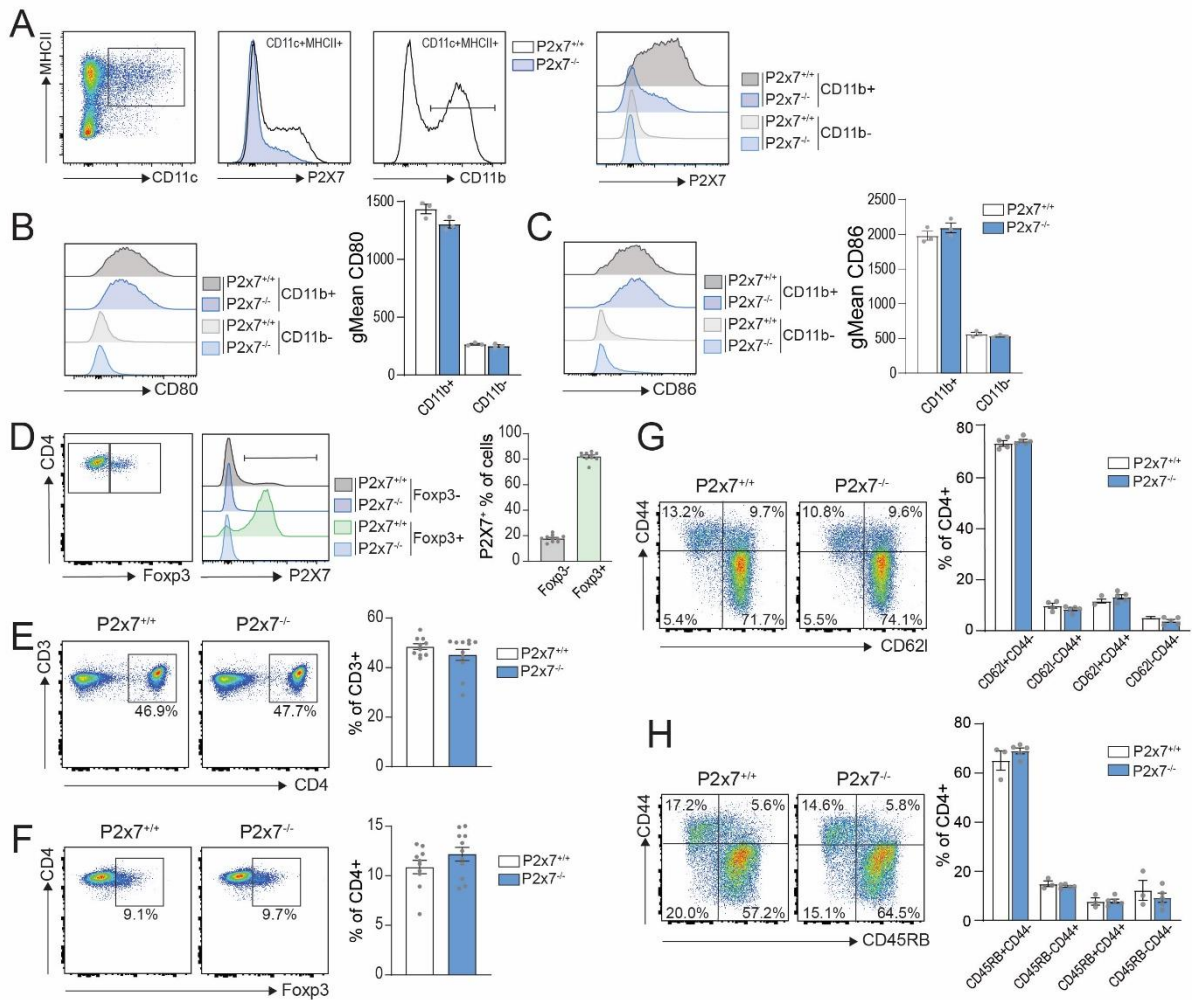 A
MHCII
CD11c
CD11c+MHCII+
P2X7
CD11c+MHCII+
CD11b
P2x7+/+
P2x7-/-
P2x7+/+
P2x7-/-
CD11b+
P2x7+/+
P2x7-/-
CD11b-
P2X7
B
P2x7+/+
P2x7-/-
CD11b+
P2x7+/+
P2x7-/-
CD11b-
CD80
gMean CD80
1500
1000
500
0
CD11b+
CD11b-
C
P2x7+/+
P2x7-/-
CD11b+
P2x7+/+
P2x7-/-
CD11b-
CD86
gMean CD86
2500
2000
1500
1000
500
0
CD11b+
CD11b-
P2x7+/+
P2x7-/-
D
CD4
Foxp3
P2X7
P2x7+/+
P2x7-/-
Foxp3-
P2x7+/+
P2x7-/-
Foxp3+
P2X7+ % of cells
100
80
60
40
20
0
Foxp3-
Foxp3+
E
P2x7+/+
P2x7-/-
CD3
46.9%
47.7%
CD4
% of CD3+
60
40
20
0
P2x7+/+
P2x7-/-
F
P2x7+/+
P2x7-/-
CD4
9.1%
9.7%
Foxp3
% of CD4+
15
10
5
0
P2x7+/+
P2x7-/-
G
P2x7+/+
P2x7-/-
CD44
13.2%
9.7%
5.4%
71.7%
10.8%
9.6%
5.5%
74.1%
CD62l
% of CD4+
80
60
40
20
0
CD62l+CD44-
CD62l-CD44+
CD62l+CD44+
CD62l-CD44-
P2x7+/+
P2x7-/-
H
P2x7+/+
P2x7-/-
CD44
17.2%
5.6%
20.0%
57.2%
14.6%
5.8%
15.1%
64.5%
CD45RB
% of CD4+
80
60
40
20
0
CD45RB+CD44-
CD45RB-CD44+
CD45RB+CD44+
CD45RB-CD44-
P2x7+/+
P2x7-/-